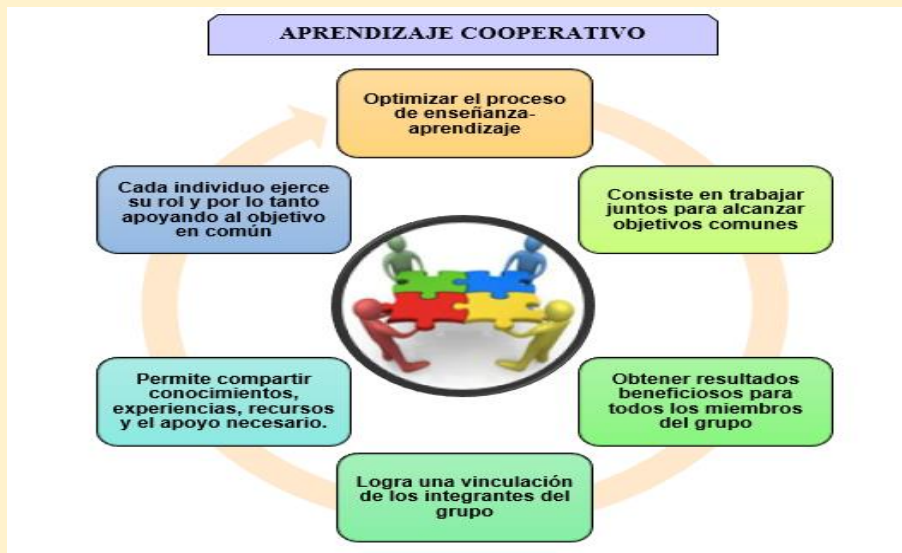 APRENDIZAJE COOPERATIVO
Optimizar el proceso
de enseñanza-
aprendizaje
Consiste en trabajar
juntos para alcanzar
objetivos comunes
Obtener resultados
beneficiosos para
todos los miembros
del grupo
Logra una vinculación
de los integrantes del
grupo
Permite compartir
conocimientos,
experiencias, recursos
y el apoyo necesario.
Cada individuo ejerce
su rol y por lo tanto
apoyando al objetivo
en común